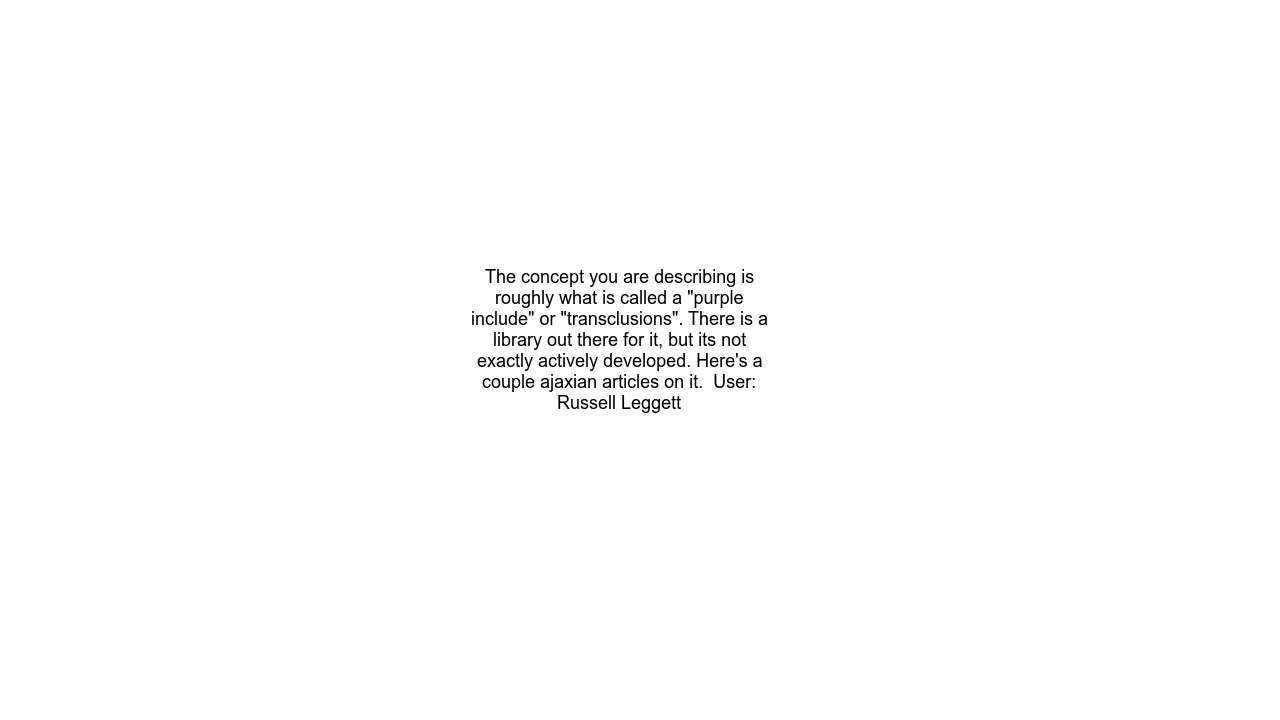 The concept you are describing is
roughly what is called a "purple
include" or "transclusions". There is a
library out there for it, but its not
exactly actively developed. Here's a
couple ajaxian articles on it.  User:
Russell Leggett